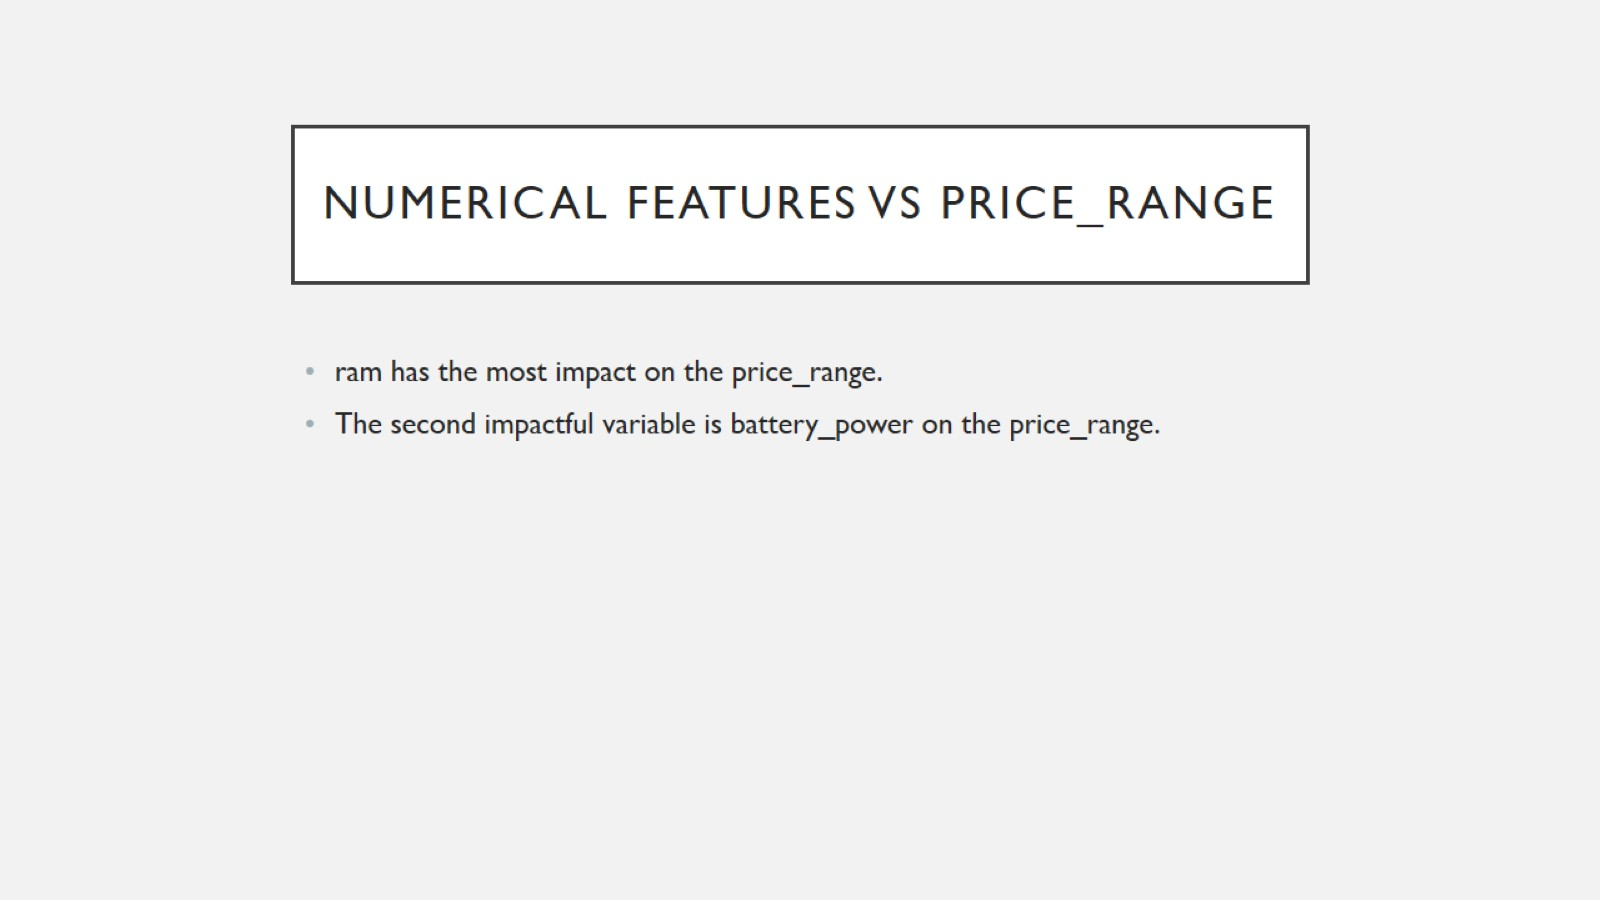 NUMERICAL FEATURES VS PRICE_RANGE
• ram has the most impact on the price_range.
• The second impactful variable is battery_power on the price_range.